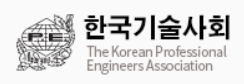 P.E
한국기술사회
The Korean Professional
Engineers Association